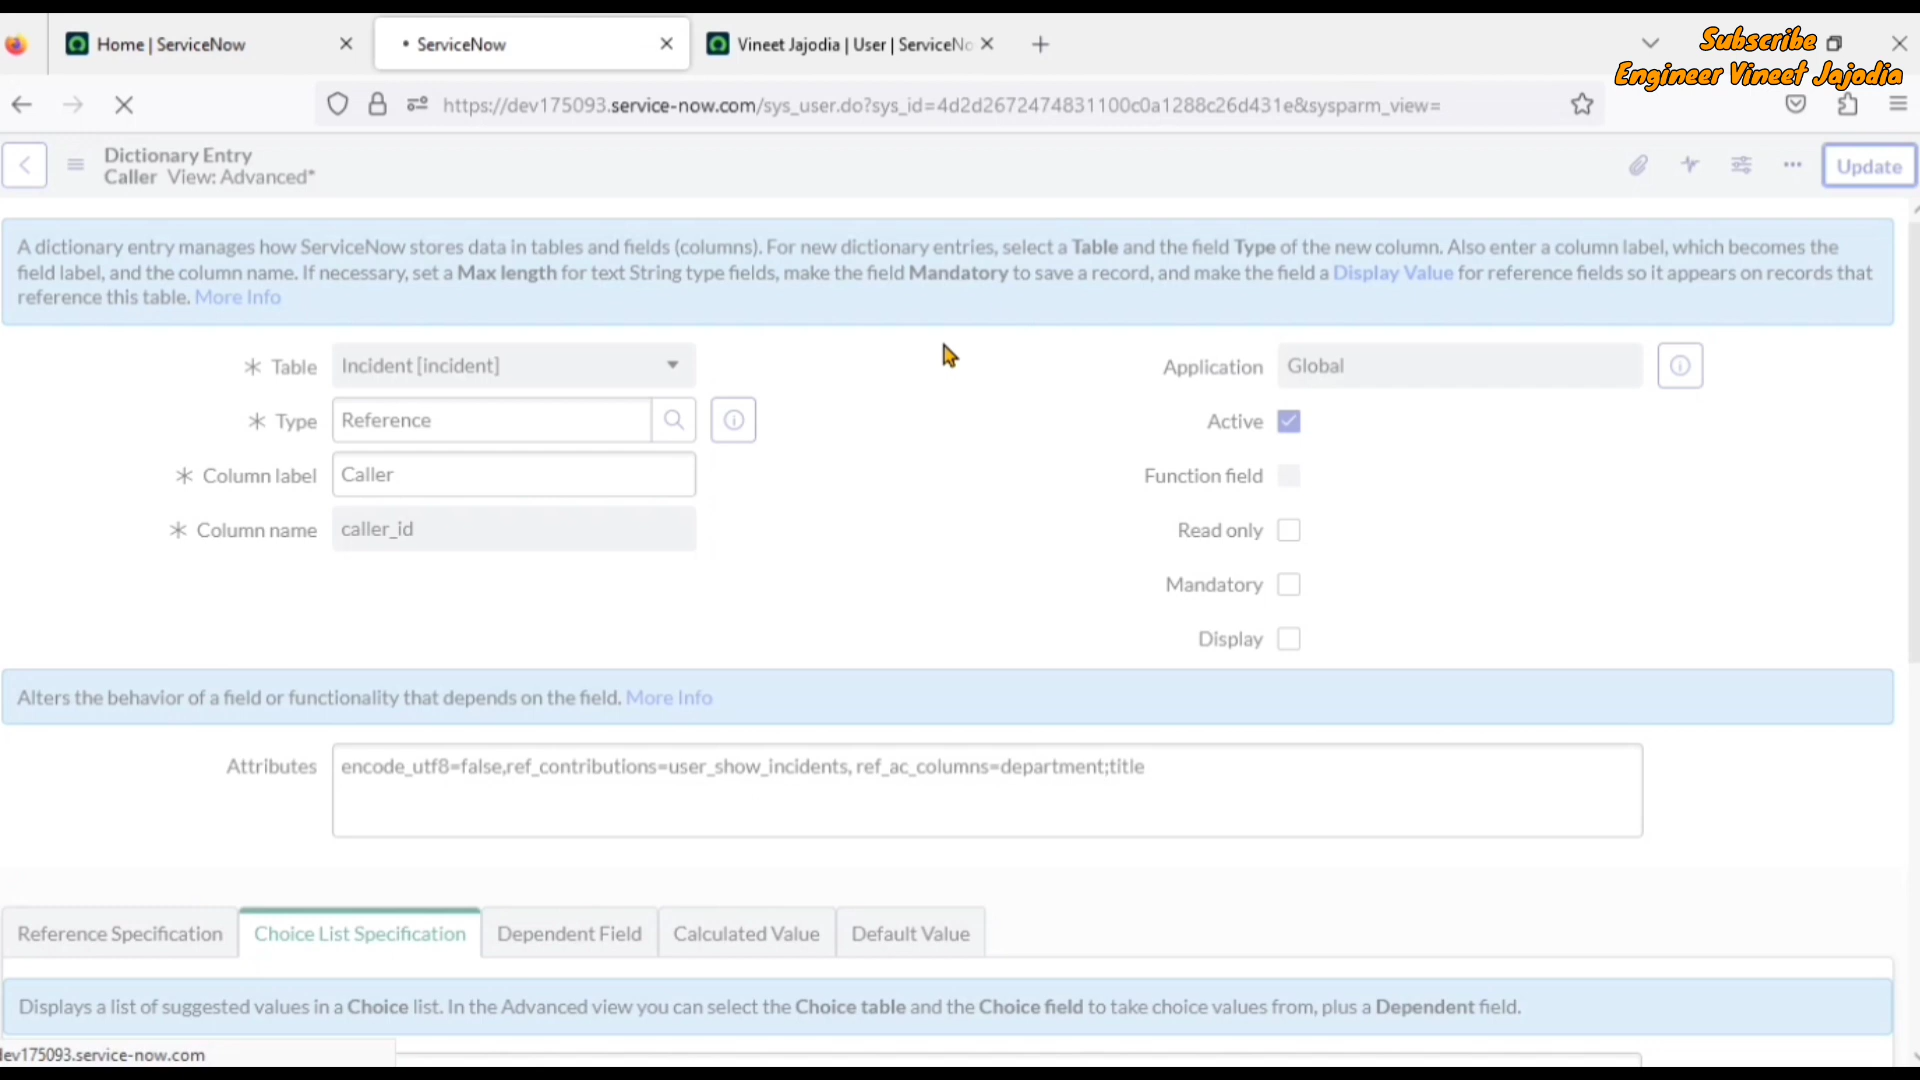 Home | ServiceNow
ServiceNow
Vineet Jajodia | User | ServiceNo
Subscribe
Engineer Vineet Jajodia
https://dev175093.service-now.com/sys_user.do?sys_id=4d2d2672474831100c0a1288c26d431e&sysparm_view=
Dictionary Entry
Caller View: Advanced*
Update
A dictionary entry manages how ServiceNow stores data in tables and fields (columns). For new dictionary entries, select a Table and the field Type of the new column. Also enter a column label, which becomes the
field label, and the column name. If necessary, set a Max length for text String type fields, make the field Mandatory to save a record, and make the field a Display Value for reference fields so it appears on records that
reference this table. More Info
Table Incident [incident]
Application Global
Type Reference
Active
Column label Caller
Function field
Column name caller_id
Read only
Mandatory
Display
Alters the behavior of a field or functionality that depends on the field. More Info
Attributes encode_utf8=false,ref_contributions=user_show_incidents, ref_ac_columns=department;title
Reference Specification Choice List Specification Dependent Field Calculated Value Default Value
Displays a list of suggested values in a Choice list. In the Advanced view you can select the Choice table and the Choice field to take choice values from, plus a Dependent field.
dev175093.service-now.com